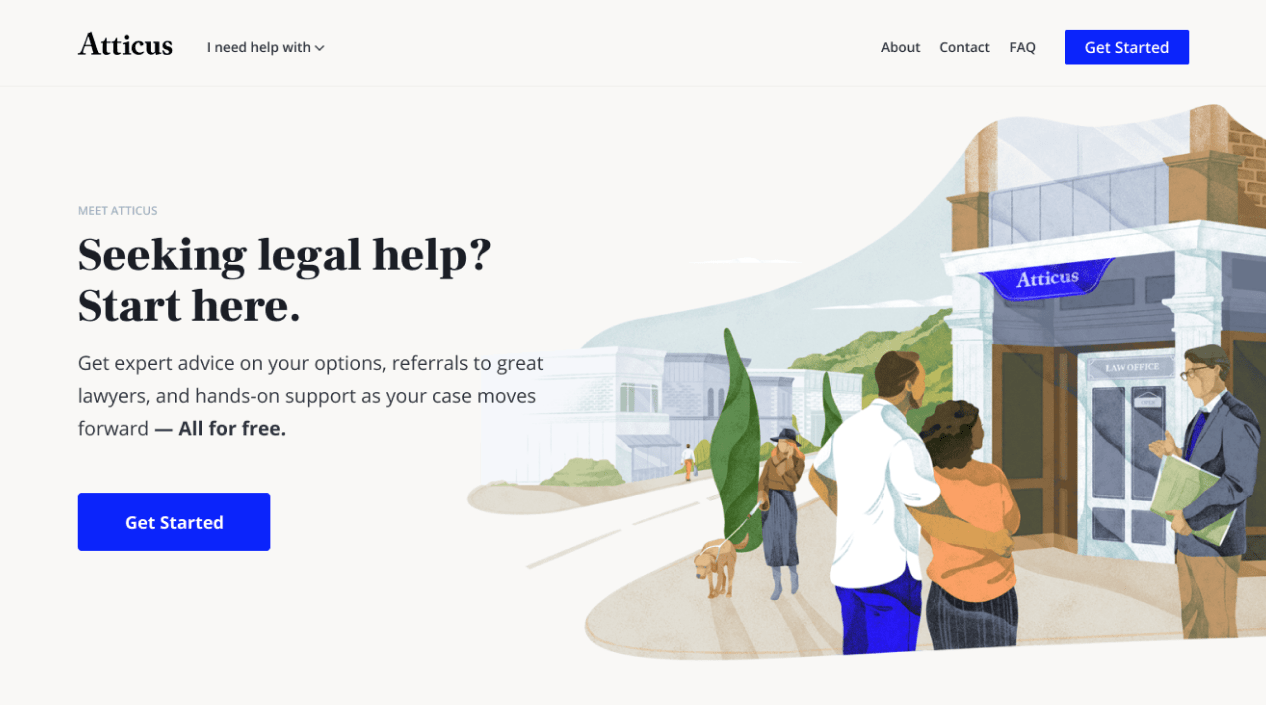 Atticus
I need help with
About
Contact
FAQ
Get Started
MEET ATTICUS
Seeking legal help?
Start here.
Get expert advice on your options, referrals to great
lawyers, and hands-on support as your case moves
forward — All for free.
Get Started
Atticus
LAW OFFICE